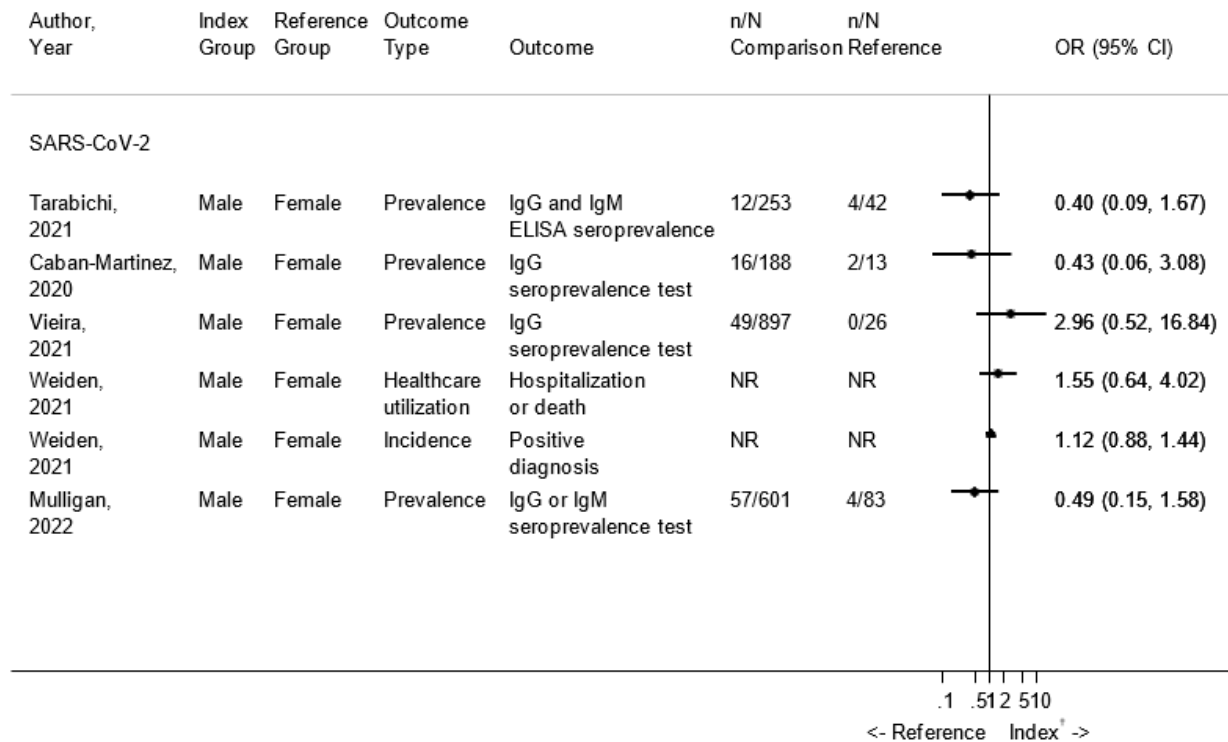 Author, Index Reference Outcome n/N n/N
Year Group Group Type Outcome Comparison Reference OR (95% CI)
SARS-CoV-2
Tarabichi, Male Female Prevalence IgG and IgM 12/253 4/42 0.40 (0.09, 1.67)
2021 ELISA seroprevalence
Caban-Martinez, Male Female Prevalence IgG 16/188 2/13 0.43 (0.06, 3.08)
2020 seroprevalence test
Vieira, Male Female Prevalence IgG 49/897 0/26 2.96 (0.52, 16.84)
2021 seroprevalence test
Weiden, Male Female Healthcare Hospitalization NR NR 1.55 (0.64, 4.02)
2021 utilization or death
Weiden, Male Female Incidence Positive NR NR 1.12 (0.88, 1.44)
2021 diagnosis
Mulligan, Male Female Prevalence IgG or IgM 57/601 4/83 0.49 (0.15, 1.58)
2022 seroprevalence test
.1 .5 1 2 5 10
<- Reference Index† ->